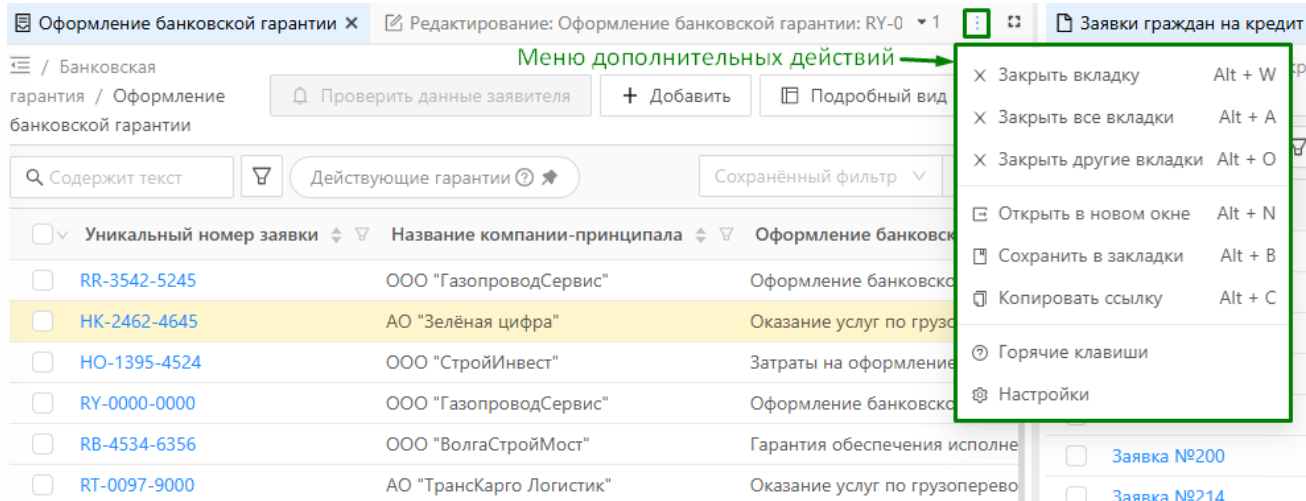 Оформление банковской гарантии
Редактирование: Оформление банковской гарантии: RY-0
1
Заявки граждан на кредит
Меню дополнительных действий
/ Банковская
гарантия / Оформление
банковской гарантии
Проверить данные заявителя
+ Добавить
Подробный вид
Содержит текст
Действующие гарантии
Сохранённый фильтр
Уникальный номер заявки
Название компании-принципала
Оформление банковск
RR-3542-5245
ООО "ГазопроводСервис"
Оформление банковско
HK-2462-4645
АО "Зелёная цифра"
Оказание услуг по грузо
HO-1395-4524
ООО "СтройИнвест"
Затраты на оформление
RY-0000-0000
ООО "ГазопроводСервис"
Оформление банковско
RB-4534-6356
ООО "ВолгаСтройМост"
Гарантия обеспечения исполне
RT-0097-9000
АО "ТрансКарго Логистик"
Оказание услуг по грузоперево
Закрыть вкладку Alt + W
Закрыть все вкладки Alt + A
Закрыть другие вкладки Alt + O
Открыть в новом окне Alt + N
Сохранить в закладки Alt + B
Копировать ссылку Alt + C
Горячие клавиши
Настройки
Заявка №200
Заявка №214